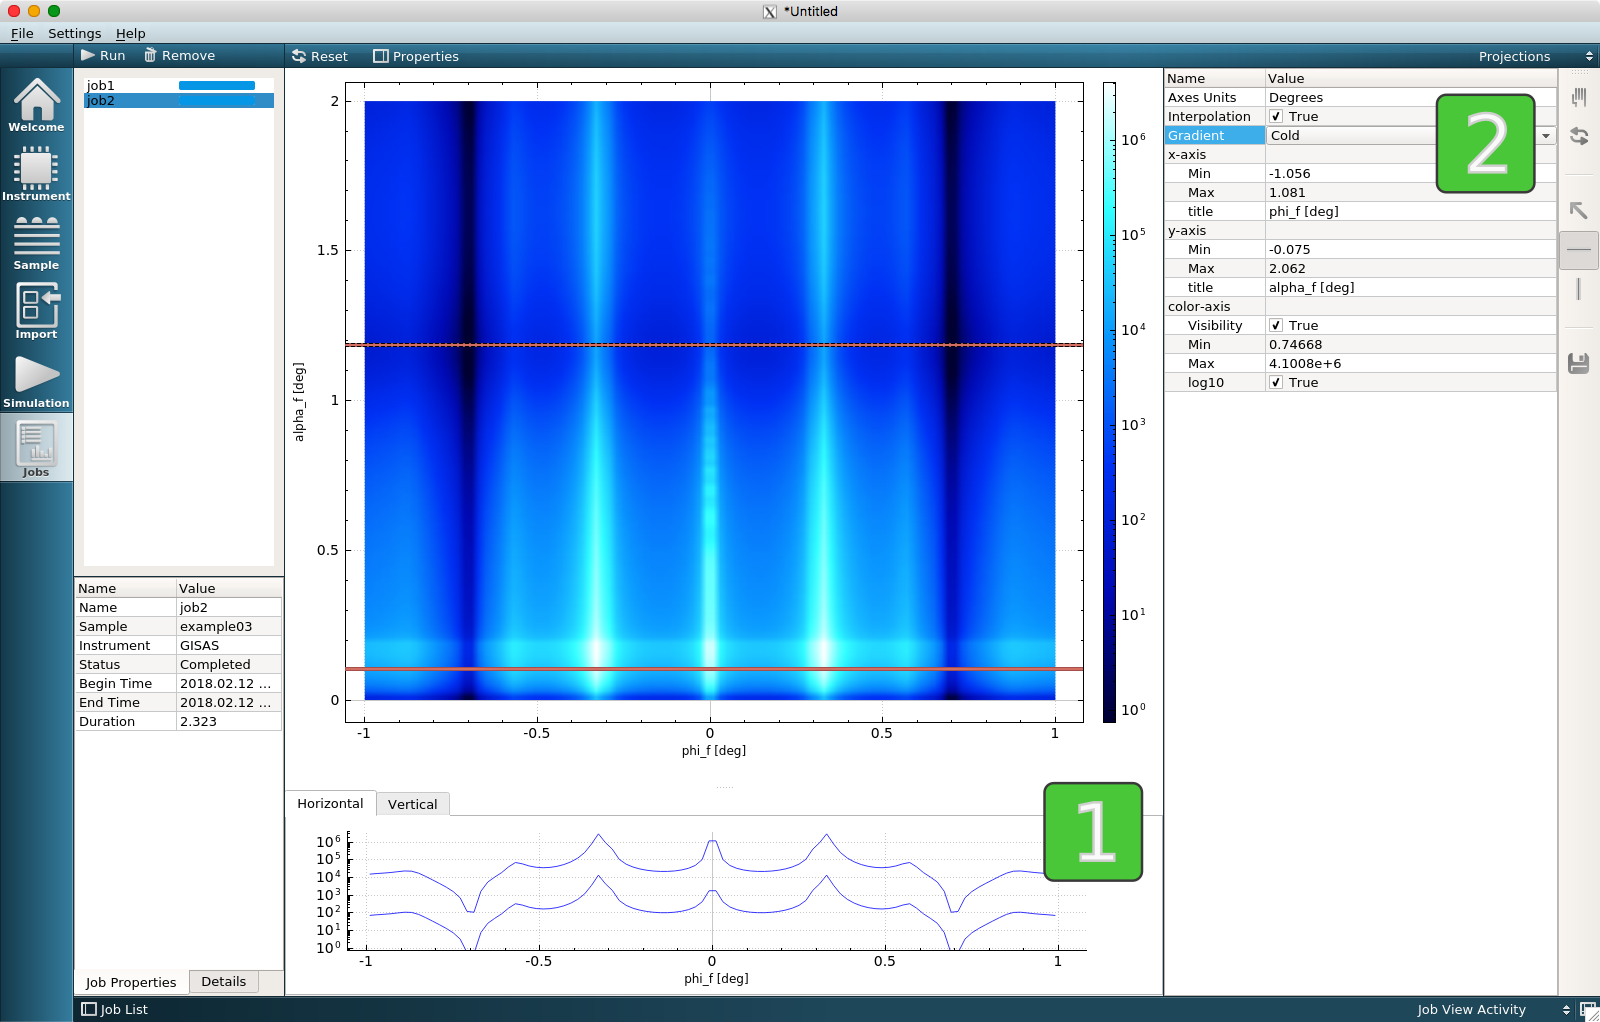 *Untitled
File Settings Help
Run Remove
Reset Properties
Projections
Welcome
Instrument
Sample
Import
Simulation
Jobs
job1
job2
Name Value
Name job2
Sample example03
Instrument GISAS
Status Completed
Begin Time 2018.02.12 ...
End Time 2018.02.12 ...
Duration 2.323
Job Properties Details
2
1.5
1
0.5
0
alpha_f [deg]
-1 -0.5 0 0.5 1
phi_f [deg]
10^6
10^5
10^4
10^3
10^2
10^1
10^0
Horizontal Vertical
10^6
10^5
10^4
10^3
10^2
10^1
10^0
-1 -0.5 0 0.5 1
phi_f [deg]
1
Name Value
Axes Units Degrees
Interpolation True
Gradient Cold
x-axis
Min -1.056
Max 1.081
title phi_f [deg]
y-axis
Min -0.075
Max 2.062
title alpha_f [deg]
color-axis
Visibility True
Min 0.74668
Max 4.1008e+6
log10 True
2
Job List
Job View Activity